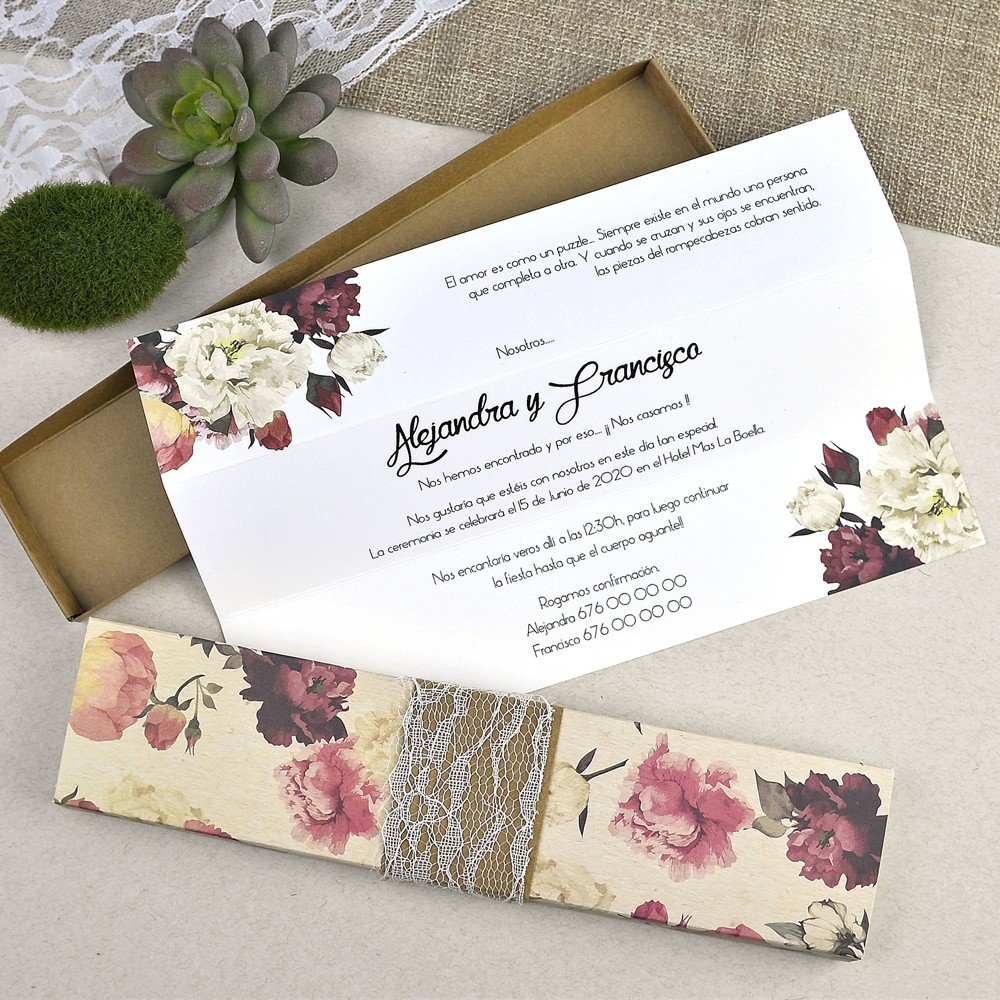 El amor es como un puzzle... Siempre existe en el mundo una persona
que completa a otra. Y cuando se cruzan y sus ojos se encuentran,
las piezas del rompecabezas cobran sentido.
Nosotros....
Alejandra y Francisco
Nos hemos encontrado y por eso... ¡¡ Nos casamos !!
Nos gustaría que estéis con nosotros en este día tan especial.
La ceremonia se celebrará el 15 de Junio de 2020 en el Hotel Mas La Boella.
Nos encantaría veros allí a las 12:30h, para luego continuar
la fiesta hasta que el cuerpo aguante!!
Rogamos confirmación.
Alejandra 676 00 00 00
Francisco 676 00 00 00